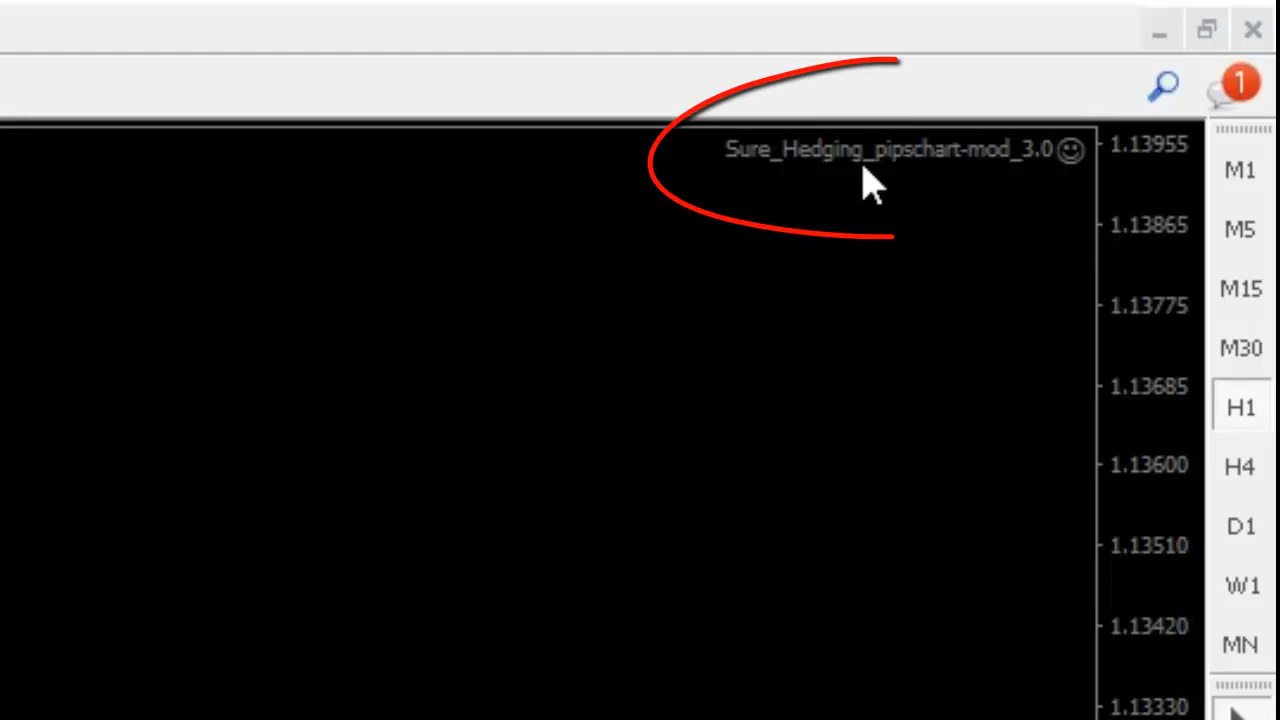 1
Sure_Hedging_pipschart-mod_3.0
1.13955
1.13865
1.13775
1.13685
1.13600
1.13510
1.13420
1.13330
M1
M5
M15
M30
H1
H4
D1
W1
MN